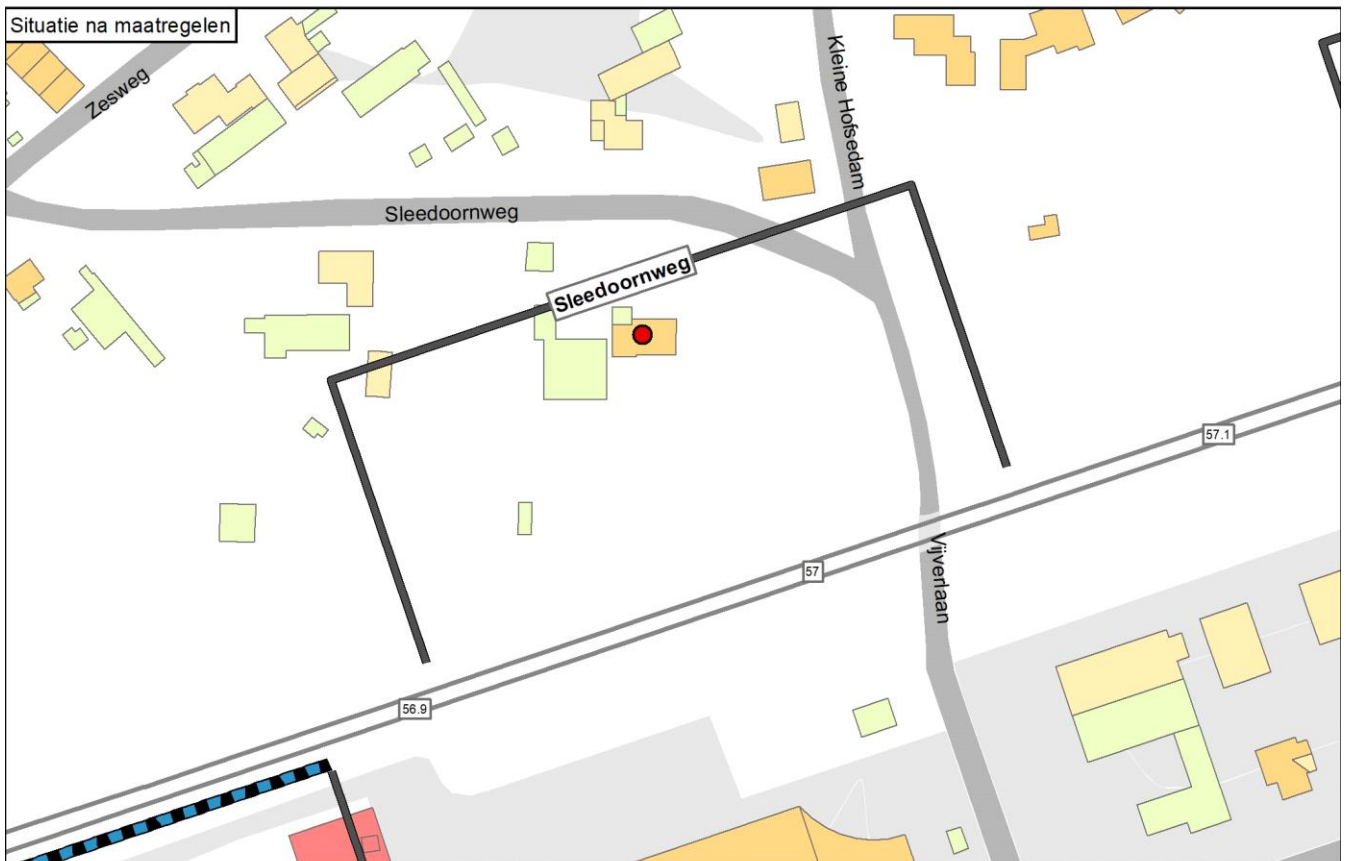 Situatie na maatregelen
Zesweg
Kleine Hofsedam
Sleedoornweg
Sleedoornweg
57.1
57
Vijverlaan
56.9